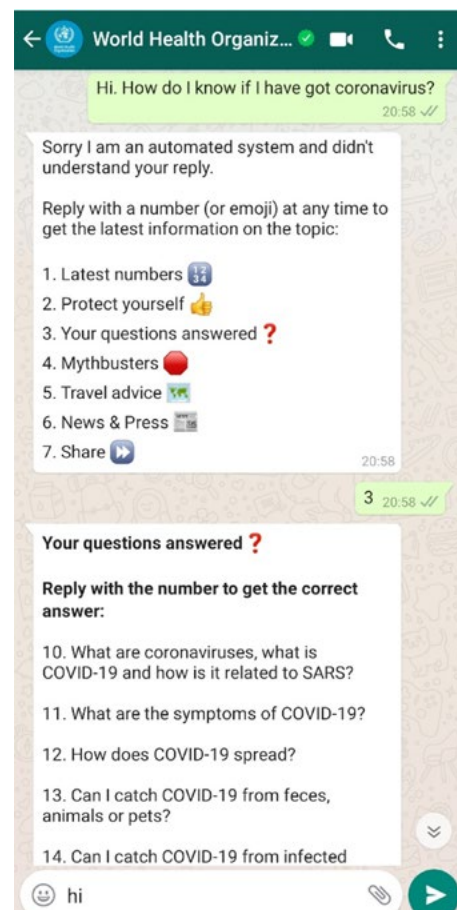 World Health Organiz...
Hi. How do I know if I have got coronavirus?
20:58
Sorry I am an automated system and didn't
understand your reply.
Reply with a number (or emoji) at any time to
get the latest information on the topic:
1. Latest numbers 🔢
2. Protect yourself 👍
3. Your questions answered ❓
4. Mythbusters 🛑
5. Travel advice 🗺️
6. News & Press 📰
7. Share ⏩
20:58
3 20:58
Your questions answered ❓
Reply with the number to get the correct
answer:
10. What are coronaviruses, what is
COVID-19 and how is it related to SARS?
11. What are the symptoms of COVID-19?
12. How does COVID-19 spread?
13. Can I catch COVID-19 from feces,
animals or pets?
14. Can I catch COVID-19 from infected
hi